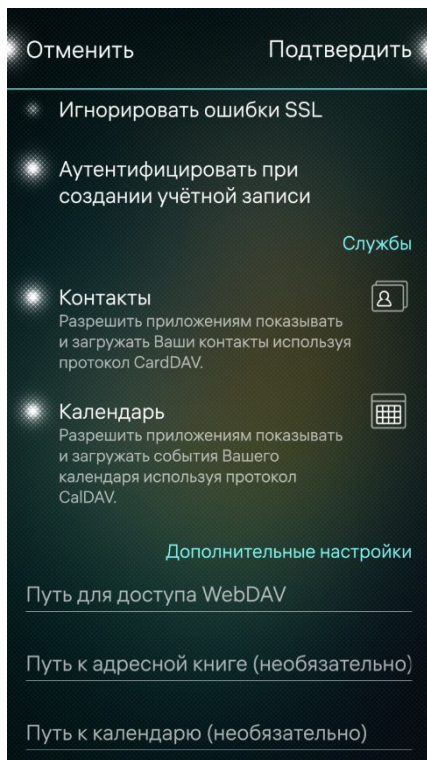 Отменить Подтвердить
Игнорировать ошибки SSL
Аутентифицировать при
создании учётной записи
Службы
Контакты
Разрешить приложениям показывать
и загружать Ваши контакты используя
протокол CardDAV.
Календарь
Разрешить приложениям показывать
и загружать события Вашего
календаря используя протокол
CalDAV.
Дополнительные настройки
Путь для доступа WebDAV
Путь к адресной книге (необязательно)
Путь к календарю (необязательно)